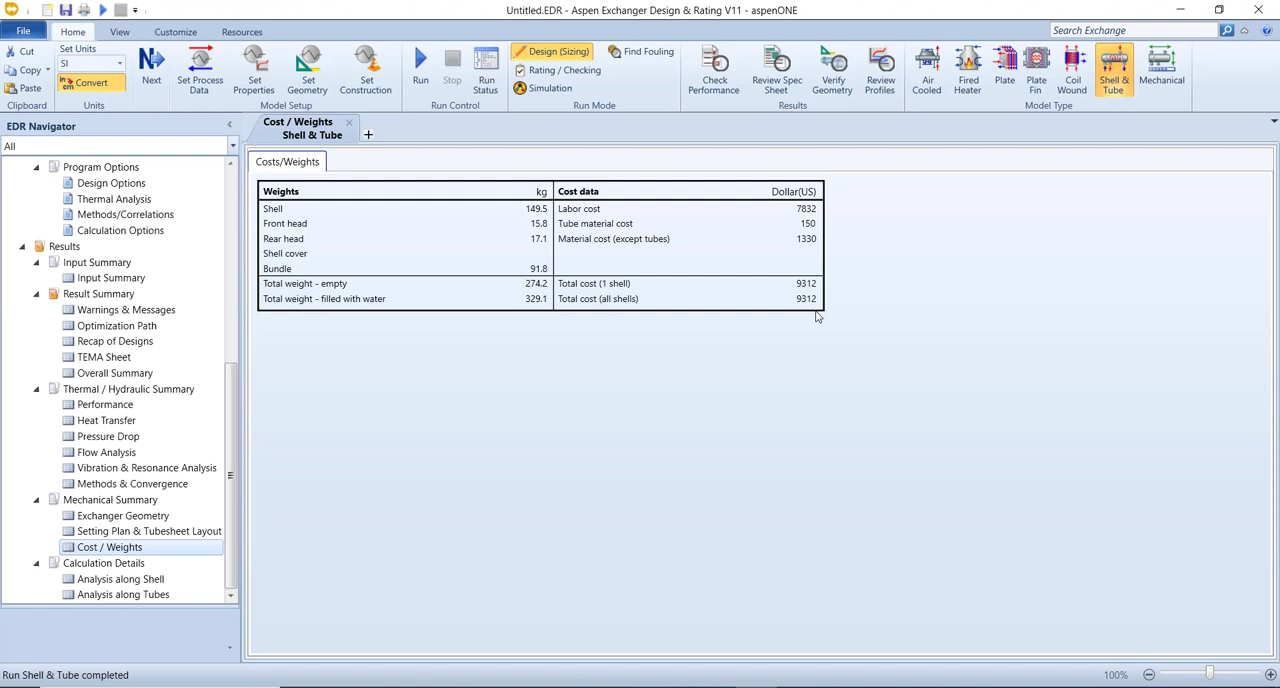 Untitled.EDR - Aspen Exchanger Design & Rating V11 - aspenONE
File Home View Customize Resources Search Exchange
Cut
Copy
Paste
Clipboard
Set Units
SI
Convert
Units
Next
Set Process Data
Set Properties
Set Geometry
Set Construction
Model Setup
Run
Stop
Run Status
Run Control
Design (Sizing)
Rating / Checking
Simulation
Find Fouling
Run Mode
Check Performance
Review Spec Sheet
Verify Geometry
Review Profiles
Results
Air Cooled
Fired Heater
Plate
Plate Fin
Coil Wound
Shell & Tube
Mechanical
Model Type
EDR Navigator
All
Program Options
Design Options
Thermal Analysis
Methods/Correlations
Calculation Options
Results
Input Summary
Input Summary
Result Summary
Warnings & Messages
Optimization Path
Recap of Designs
TEMA Sheet
Overall Summary
Thermal / Hydraulic Summary
Performance
Heat Transfer
Pressure Drop
Flow Analysis
Vibration & Resonance Analysis
Methods & Convergence
Mechanical Summary
Exchanger Geometry
Setting Plan & Tubesheet Layout
Cost / Weights
Calculation Details
Analysis along Shell
Analysis along Tubes
Cost / Weights
Shell & Tube
Costs/Weights
Weights kg Cost data Dollar(US)
Shell 149.5 Labor cost 7832
Front head 15.8 Tube material cost 150
Rear head 17.1 Material cost (except tubes) 1330
Shell cover
Bundle 91.8
Total weight - empty 274.2 Total cost (1 shell) 9312
Total weight - filled with water 329.1 Total cost (all shells) 9312
Run Shell & Tube completed
100%